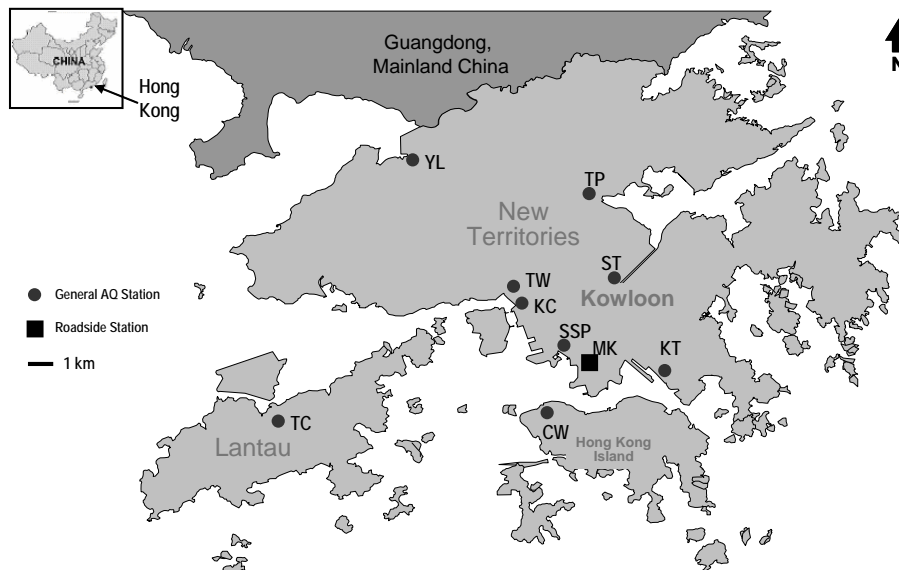 Guangdong,
Mainland China
CHINA
Hong
Kong
N
YL
TP
New
Territories
ST
TW
Kowloon
General AQ Station
KC
Roadside Station
SSP
MK
KT
1 km
TC
CW
Lantau
Hong Kong
Island